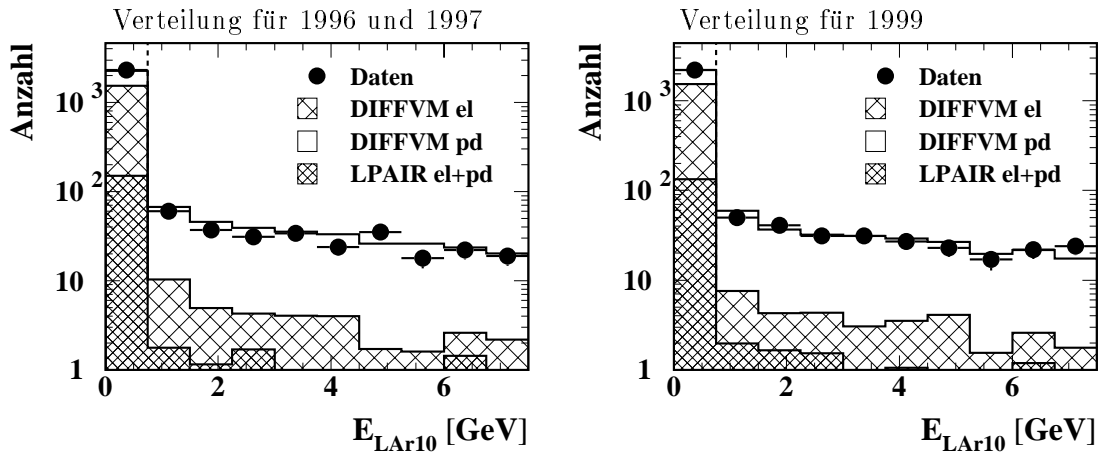 Verteilung für 1996 und 1997
Anzahl
Daten
DIFFVM el
DIFFVM pd
LPAIR el+pd
10³
10²
10
1
0 2 4 6
E_LAr10 [GeV]
Verteilung für 1999
Anzahl
Daten
DIFFVM el
DIFFVM pd
LPAIR el+pd
10³
10²
10
1
0 2 4 6
E_LAr10 [GeV]